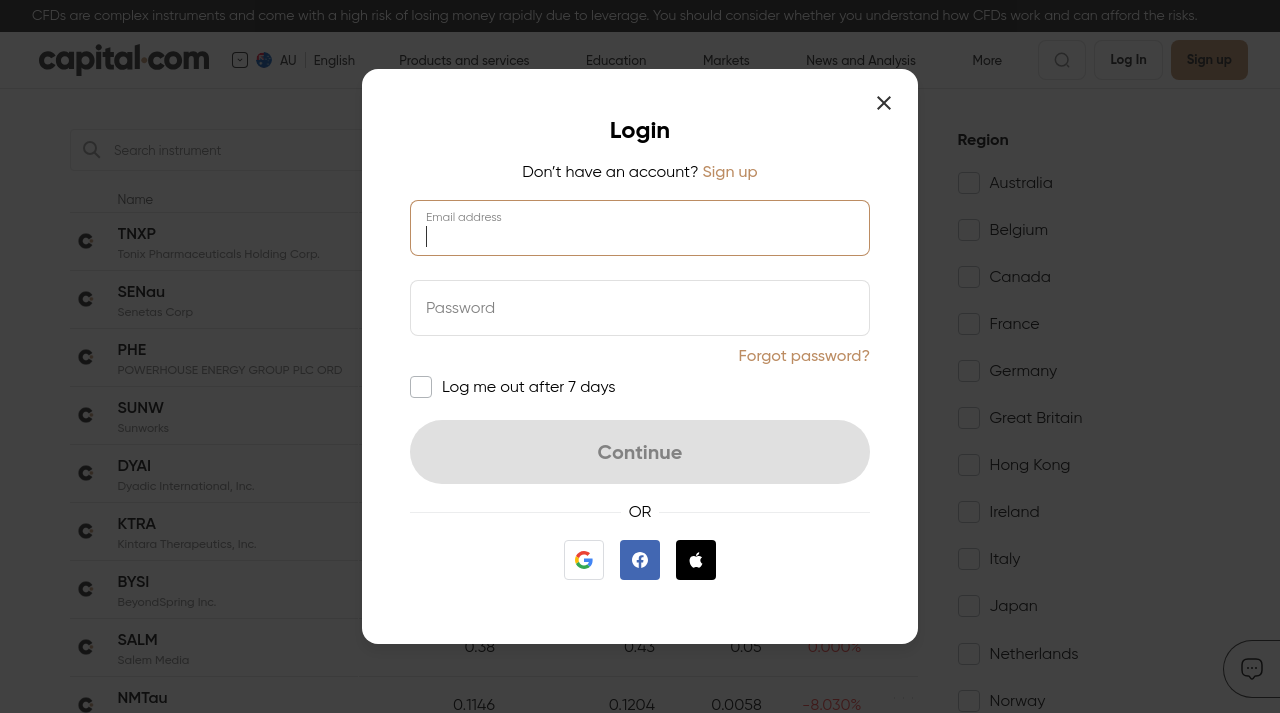 CFDs are complex instruments and come with a high risk of losing money rapidly due to leverage. You should consider whether you understand how CFDs work and can afford the risks.
capital.com
AU English Products and services Education Markets News and Analysis More Log In Sign up
Search instrument
Name
TNXP
Tonix Pharmaceuticals Holding Corp.
SENau
Senetas Corp
PHE
POWERHOUSE ENERGY GROUP PLC ORD
SUNW
Sunworks
DYAI
Dyadic International, Inc.
KTRA
Kintara Therapeutics, Inc.
BYSI
BeyondSpring Inc.
SALM 0.38 0.43 0.05 0.000%
Salem Media
NMTau 0.1146 0.1204 0.0058 -8.030%
Login
Don’t have an account? Sign up
Email address
Password
Forgot password?
Log me out after 7 days
Continue
OR
Region
Australia
Belgium
Canada
France
Germany
Great Britain
Hong Kong
Ireland
Italy
Japan
Netherlands
Norway